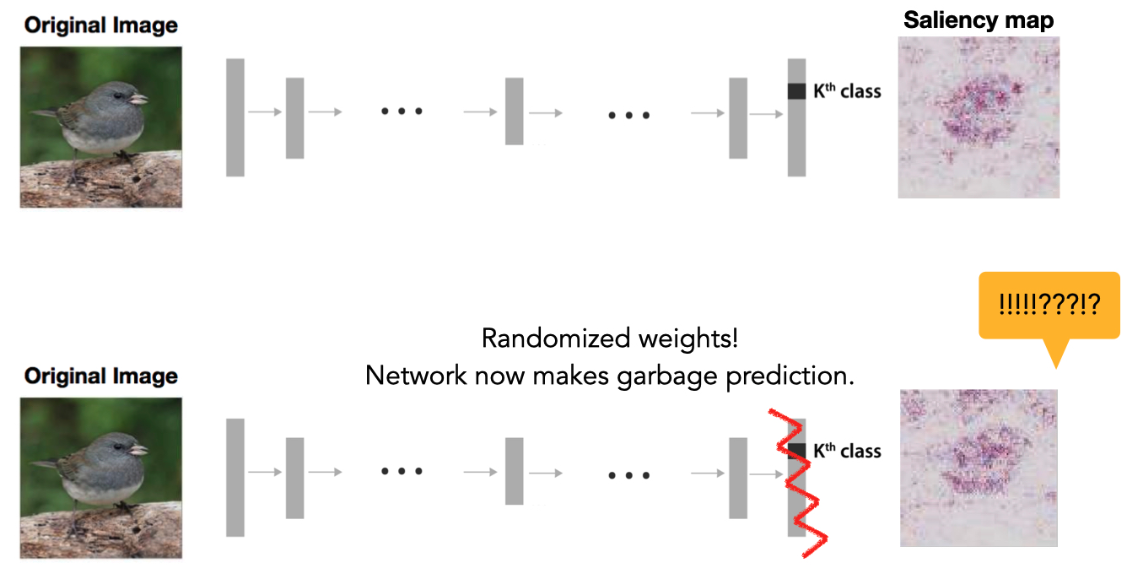 Original Image
Saliency map
Kth class
!!!!!???!?
Randomized weights!
Network now makes garbage prediction.
Original Image
Kth class